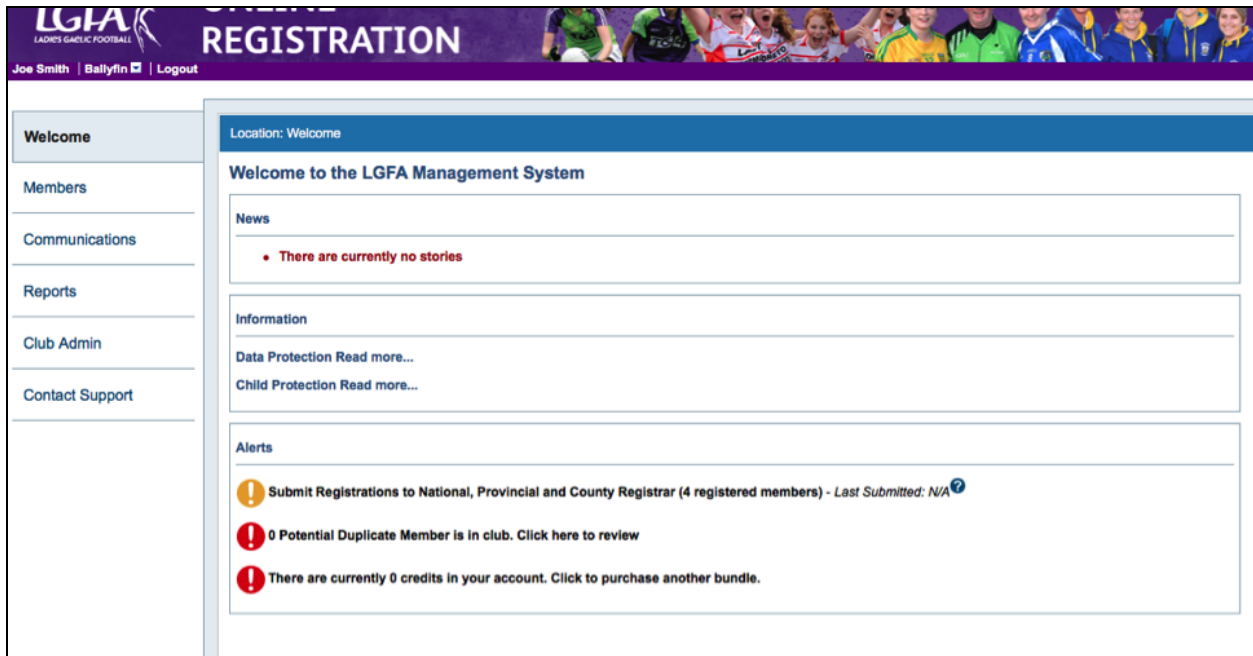 LGFA
LADIES GAELIC FOOTBALL
ONLINE
REGISTRATION
Joe Smith | Ballyfin | Logout
Welcome
Members
Communications
Reports
Club Admin
Contact Support
Location: Welcome
Welcome to the LGFA Management System
News
• There are currently no stories
Information
Data Protection Read more...
Child Protection Read more...
Alerts
Submit Registrations to National, Provincial and County Registrar (4 registered members) - Last Submitted: N/A
0 Potential Duplicate Member is in club. Click here to review
There are currently 0 credits in your account. Click to purchase another bundle.